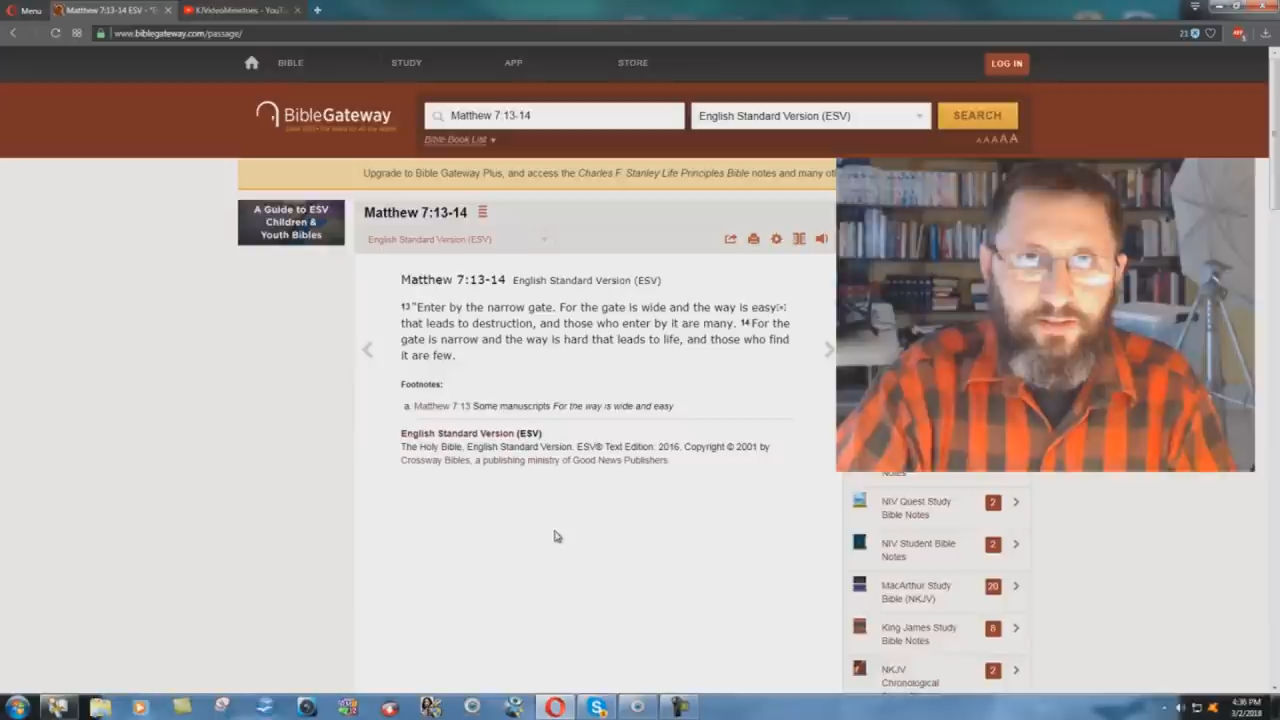 Menu
Matthew 7:13-14 ESV - "E
KJVideoMinistries - YouT
www.biblegateway.com/passage/
21
BIBLE
STUDY
APP
STORE
LOG IN
BibleGateway
Matthew 7:13-14
English Standard Version (ESV)
SEARCH
Bible Book List
A A A A A
Upgrade to Bible Gateway Plus, and access the Charles F. Stanley Life Principles Bible notes and many
A Guide to ESV
Children &
Youth Bibles
Matthew 7:13-14
English Standard Version (ESV)
Matthew 7:13-14 English Standard Version (ESV)
13 "Enter by the narrow gate. For the gate is wide and the way is easy[a]
that leads to destruction, and those who enter by it are many. 14 For the
gate is narrow and the way is hard that leads to life, and those who find
it are few.
Footnotes:
a. Matthew 7:13 Some manuscripts For the way is wide and easy
English Standard Version (ESV)
The Holy Bible, English Standard Version. ESV® Text Edition: 2016. Copyright © 2001 by
Crossway Bibles, a publishing ministry of Good News Publishers.
Notes
NIV Quest Study
Bible Notes
2
NIV Student Bible
Notes
2
MacArthur Study
Bible (NKJV)
20
King James Study
Bible Notes
6
NKJV
Chronological
2
4:36 PM
3/2/2018